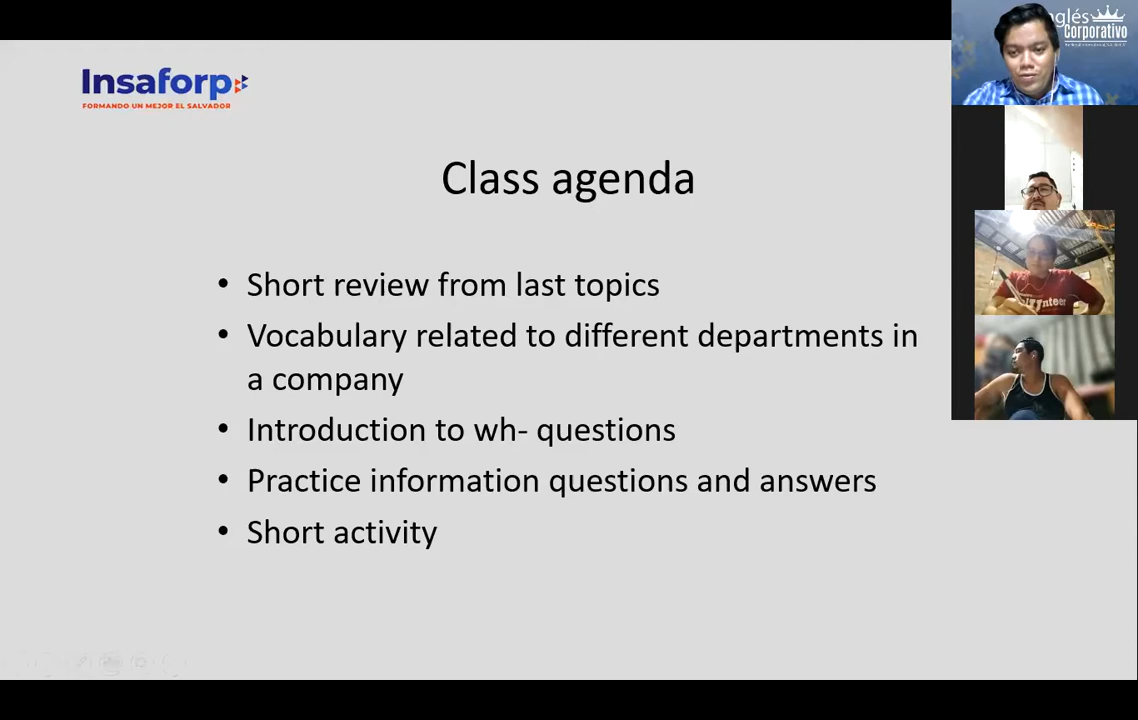 Insaforp
FORMANDO UN MEJOR EL SALVADOR
Class agenda
• Short review from last topics
• Vocabulary related to different departments in
a company
• Introduction to wh- questions
• Practice information questions and answers
• Short activity
Corporativo